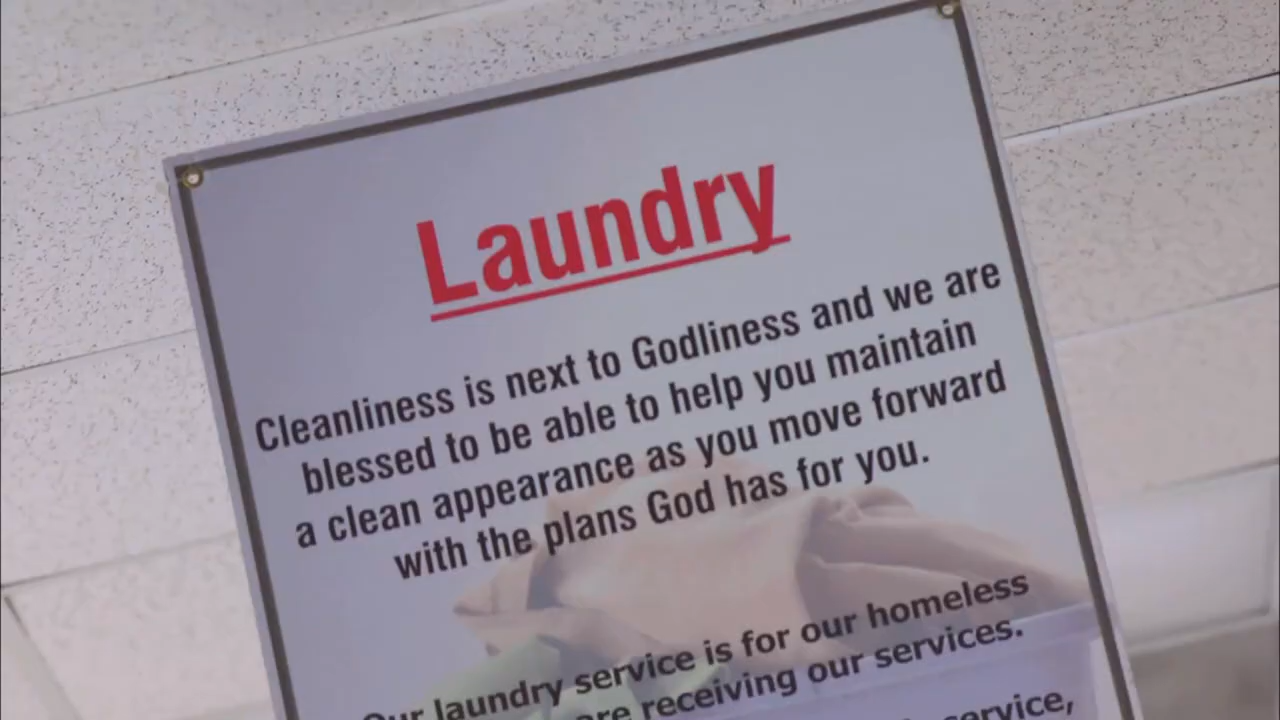 Laundry
Cleanliness is next to Godliness and we are
blessed to be able to help you maintain
a clean appearance as you move forward
with the plans God has for you.
Our laundry service is for our homeless
are receiving our services.
service,